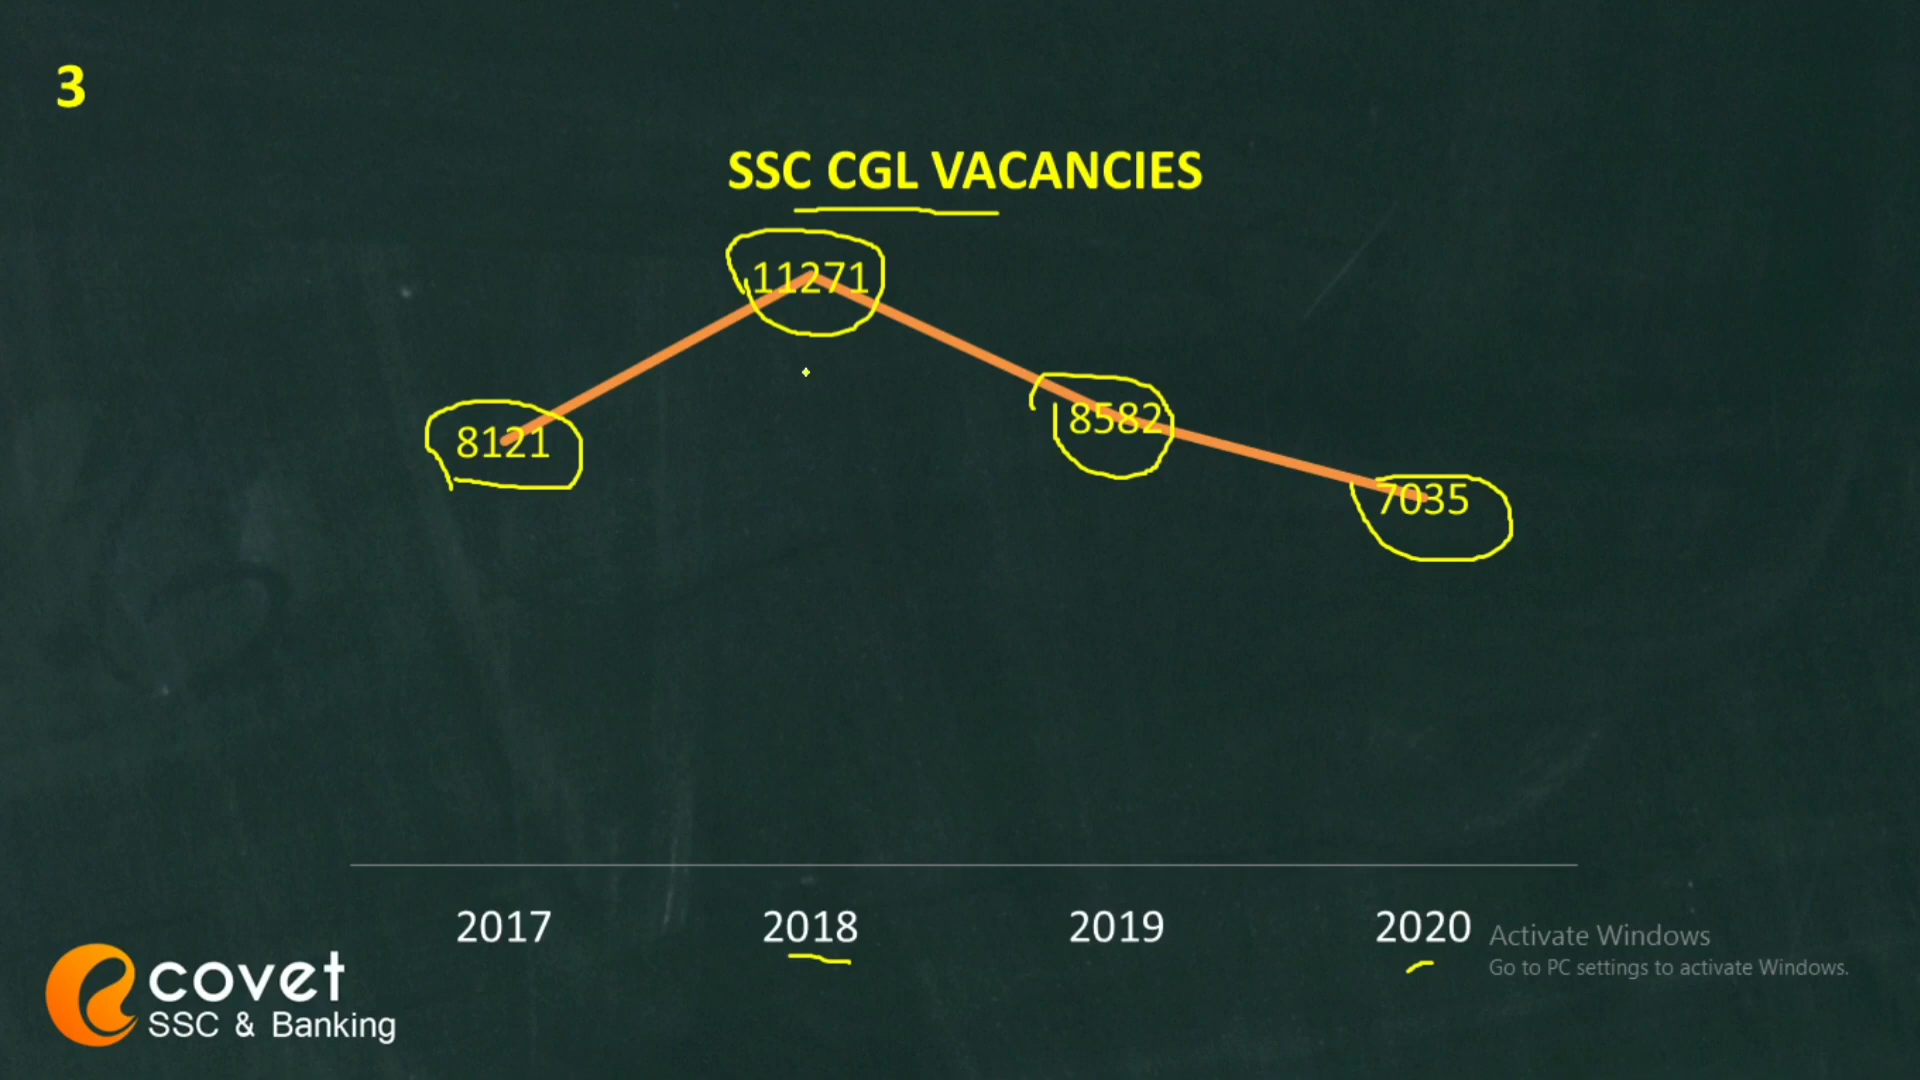 3
SSC CGL VACANCIES
11271
8582
8121
7035
2017 2018 2019 2020
Activate Windows
Go to PC settings to activate Windows.
covet
SSC & Banking